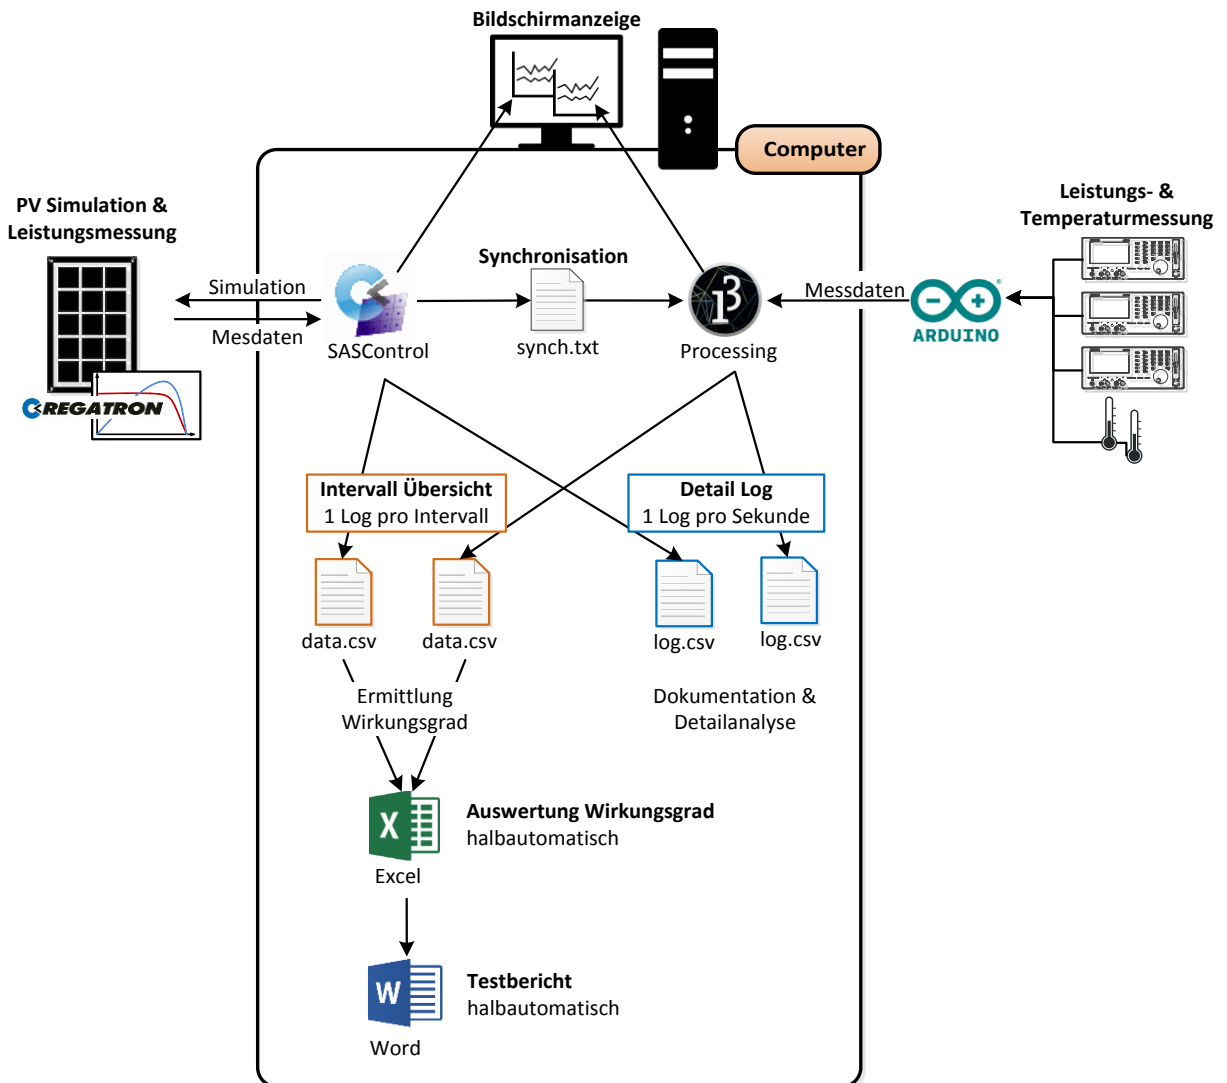 Bildschirmanzeige
Computer
PV Simulation &
Leistungsmessung
Leistungs- &
Temperaturmessung
Synchronisation
Simulation
Mesdaten
SASControl
synch.txt
Processing
Messdaten
ARDUINO
REGATRON
Intervall Übersicht
1 Log pro Intervall
Detail Log
1 Log pro Sekunde
data.csv
data.csv
log.csv
log.csv
Ermittlung
Wirkungsgrad
Dokumentation &
Detailanalyse
X
Auswertung Wirkungsgrad
halbautomatisch
Excel
W
Testbericht
halbautomatisch
Word